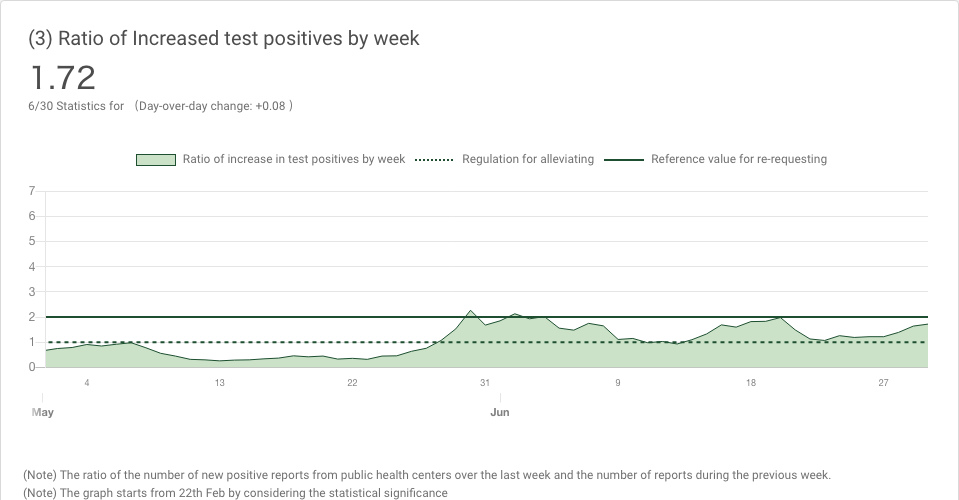 (3) Ratio of Increased test positives by week
1.72
6/30 Statistics for （Day-over-day change: +0.08 ）
Ratio of increase in test positives by week Regulation for alleviating Reference value for re-requesting
7
6
5
4
3
2
1
0
4 13 22 31 9 18 27
May Jun
(Note) The ratio of the number of new positive reports from public health centers over the last week and the number of reports during the previous week.
(Note) The graph starts from 22th Feb by considering the statistical significance